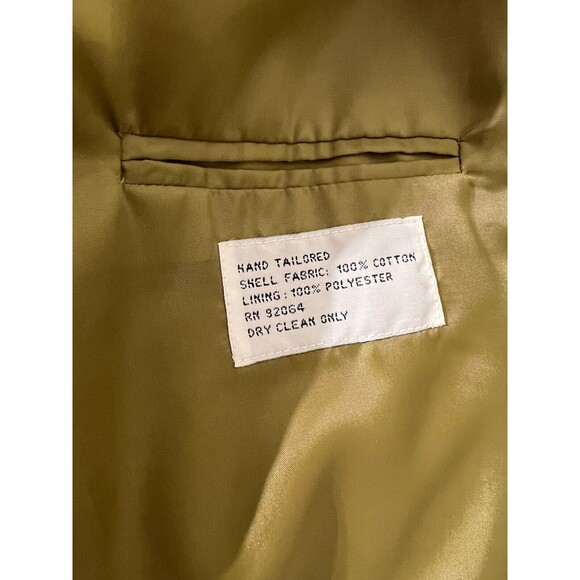 HAND TAILORED
SHELL FABRIC: 100% COTTON
LINING: 100% POLYESTER
RN 92064
DRY CLEAN ONLY